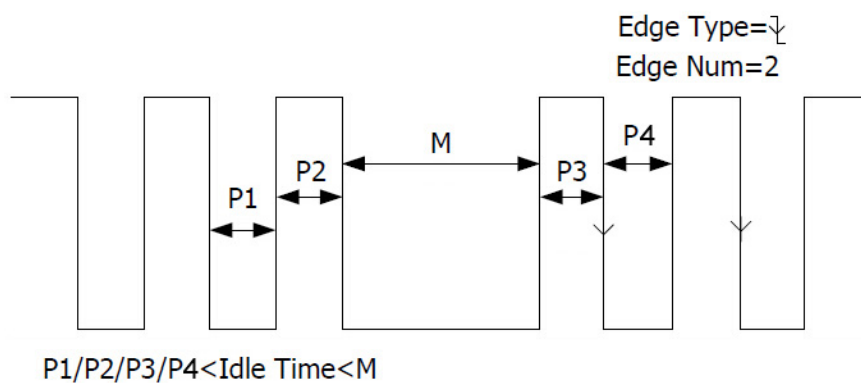 Edge Type=
Edge Num=2
M
P4
P2
P3
P1
P1/P2/P3/P4<Idle Time<M